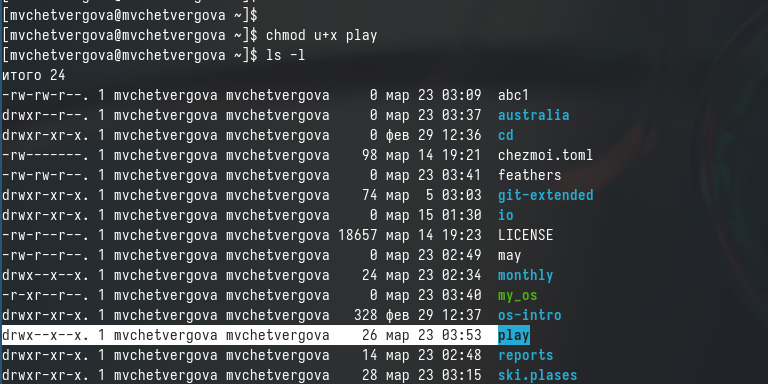 [mvchetvergova@mvchetvergova ~]$
[mvchetvergova@mvchetvergova ~]$ chmod u+x play
[mvchetvergova@mvchetvergova ~]$ ls -l
итого 24
-rw-rw-r--. 1 mvchetvergova mvchetvergova     0 мар 23 03:09  abc1
drwxr--r--. 1 mvchetvergova mvchetvergova     0 мар 23 03:37  australia
drwxr-xr-x. 1 mvchetvergova mvchetvergova     0 фев 29 12:36  cd
-rw-------. 1 mvchetvergova mvchetvergova    98 мар 14 19:21  chezmoi.toml
-rw-rw-r--. 1 mvchetvergova mvchetvergova     0 мар 23 03:41  feathers
drwxr-xr-x. 1 mvchetvergova mvchetvergova    74 мар  5 03:03  git-extended
drwxr-xr-x. 1 mvchetvergova mvchetvergova     0 мар 15 01:30  io
-rw-r--r--. 1 mvchetvergova mvchetvergova 18657 мар 14 19:23  LICENSE
-rw-r--r--. 1 mvchetvergova mvchetvergova     0 мар 23 02:49  may
drwx--x--x. 1 mvchetvergova mvchetvergova    24 мар 23 02:34  monthly
-r-xr--r--. 1 mvchetvergova mvchetvergova     0 мар 23 03:40  my_os
drwxr-xr-x. 1 mvchetvergova mvchetvergova   328 фев 29 12:37  os-intro
drwx--x--x. 1 mvchetvergova mvchetvergova    26 мар 23 03:53  play
drwxr-xr-x. 1 mvchetvergova mvchetvergova    14 мар 23 02:48  reports
drwxr-xr-x. 1 mvchetvergova mvchetvergova    28 мар 23 03:15  ski.plases